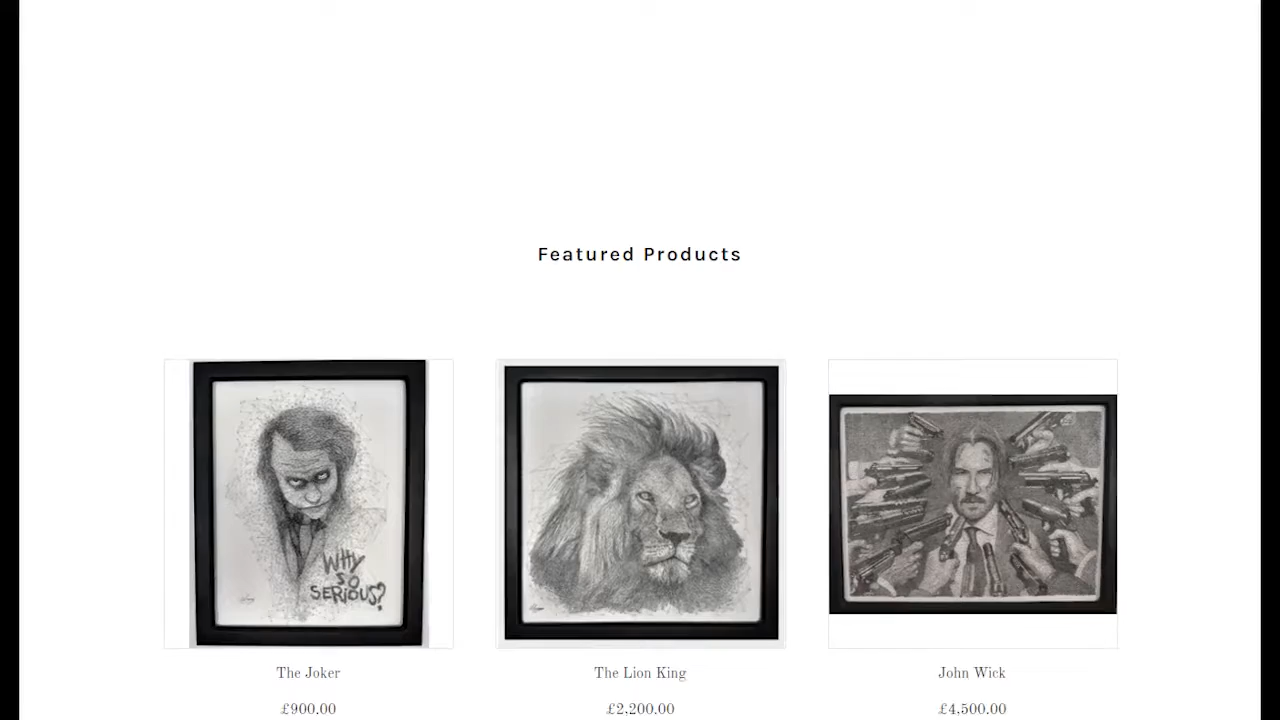 Featured Products
WHY
SO
SERIOUS?
The Joker
The Lion King
John Wick
£900.00
£2,200.00
£4,500.00